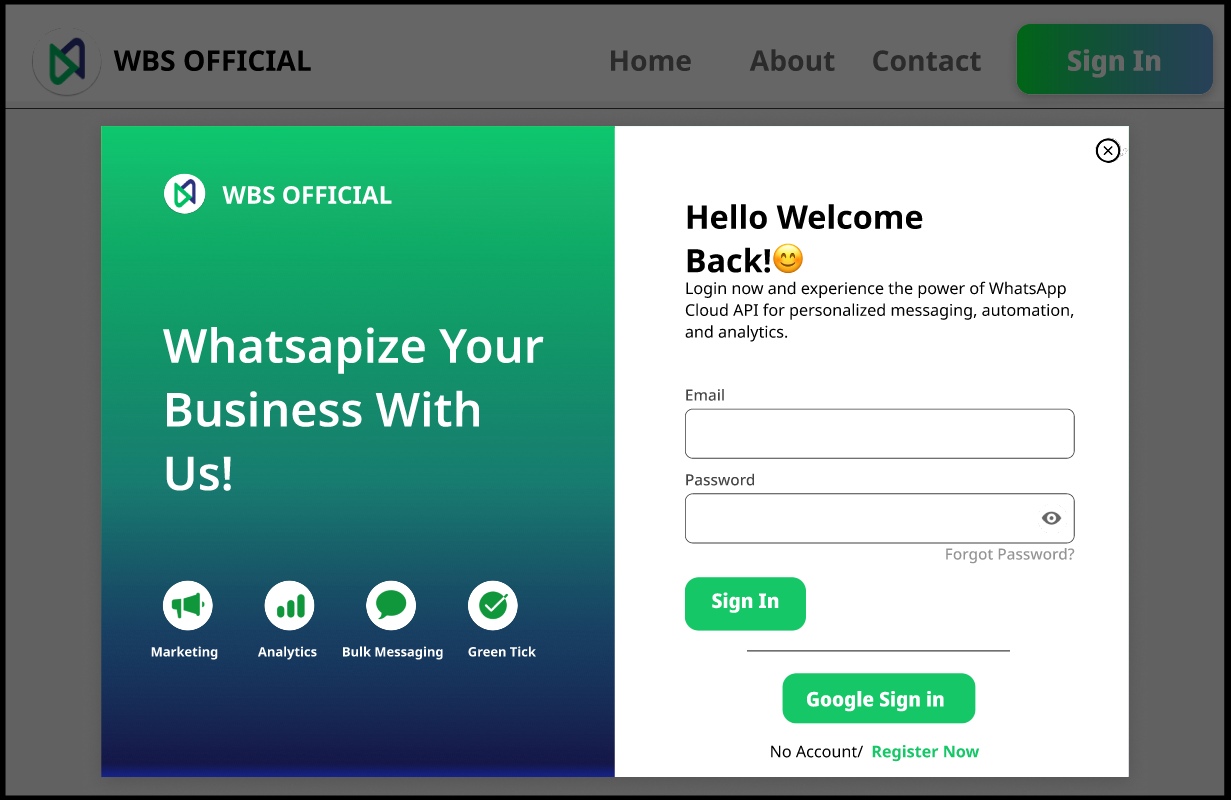 WBS OFFICIAL
Home
About
Contact
Sign In
WBS OFFICIAL
Whatsapize Your
Business With
Us!
Marketing
Analytics
Bulk Messaging
Green Tick
Hello Welcome
Back!😊
Login now and experience the power of WhatsApp
Cloud API for personalized messaging, automation,
and analytics.
Email
Password
Forgot Password?
Sign In
Google Sign in
No Account/ Register Now